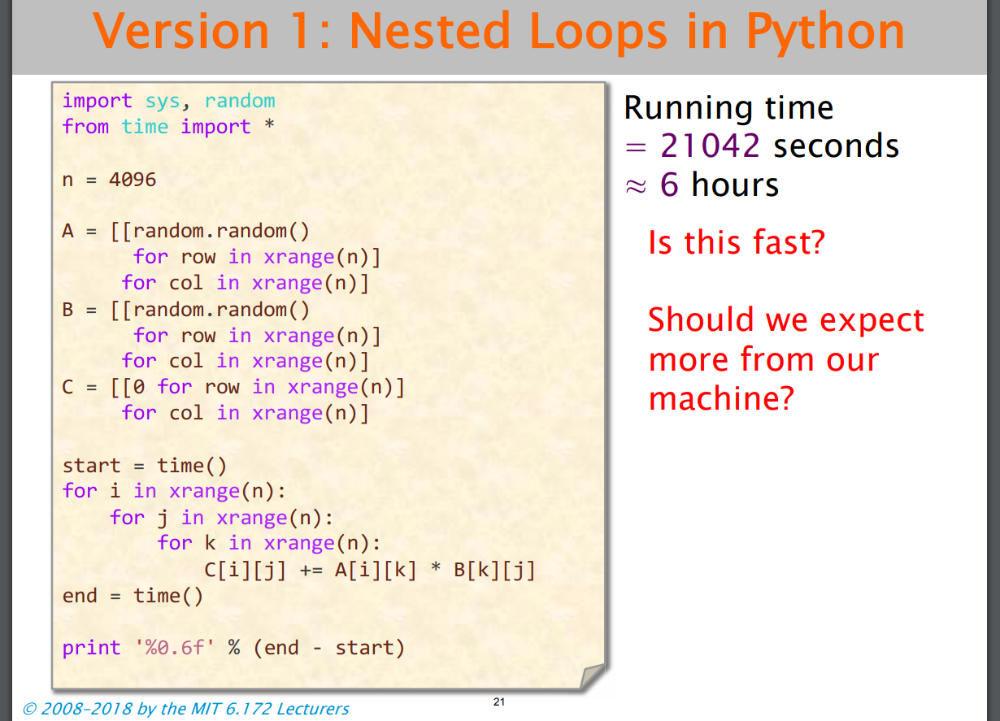 Version 1: Nested Loops in Python
import sys, random
from time import *
n = 4096
A = [[random.random()
      for row in xrange(n)]
     for col in xrange(n)]
B = [[random.random()
      for row in xrange(n)]
     for col in xrange(n)]
C = [[0 for row in xrange(n)]
     for col in xrange(n)]
start = time()
for i in xrange(n):
    for j in xrange(n):
        for k in xrange(n):
            C[i][j] += A[i][k] * B[k][j]
end = time()
print '%0.6f' % (end - start)
Running time
= 21042 seconds
≈ 6 hours
Is this fast?
Should we expect
more from our
machine?
© 2008–2018 by the MIT 6.172 Lecturers
21